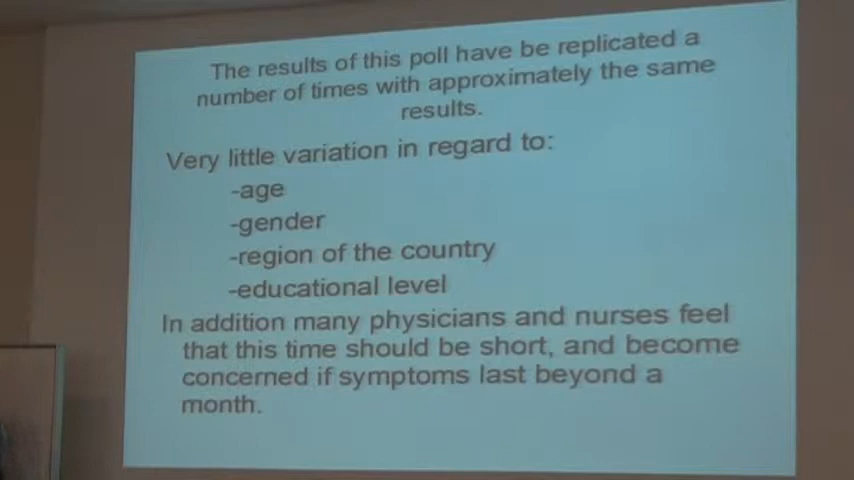 The results of this poll have be replicated a
number of times with approximately the same
results.
Very little variation in regard to:
-age
-gender
-region of the country
-educational level
In addition many physicians and nurses feel
that this time should be short, and become
concerned if symptoms last beyond a
month.